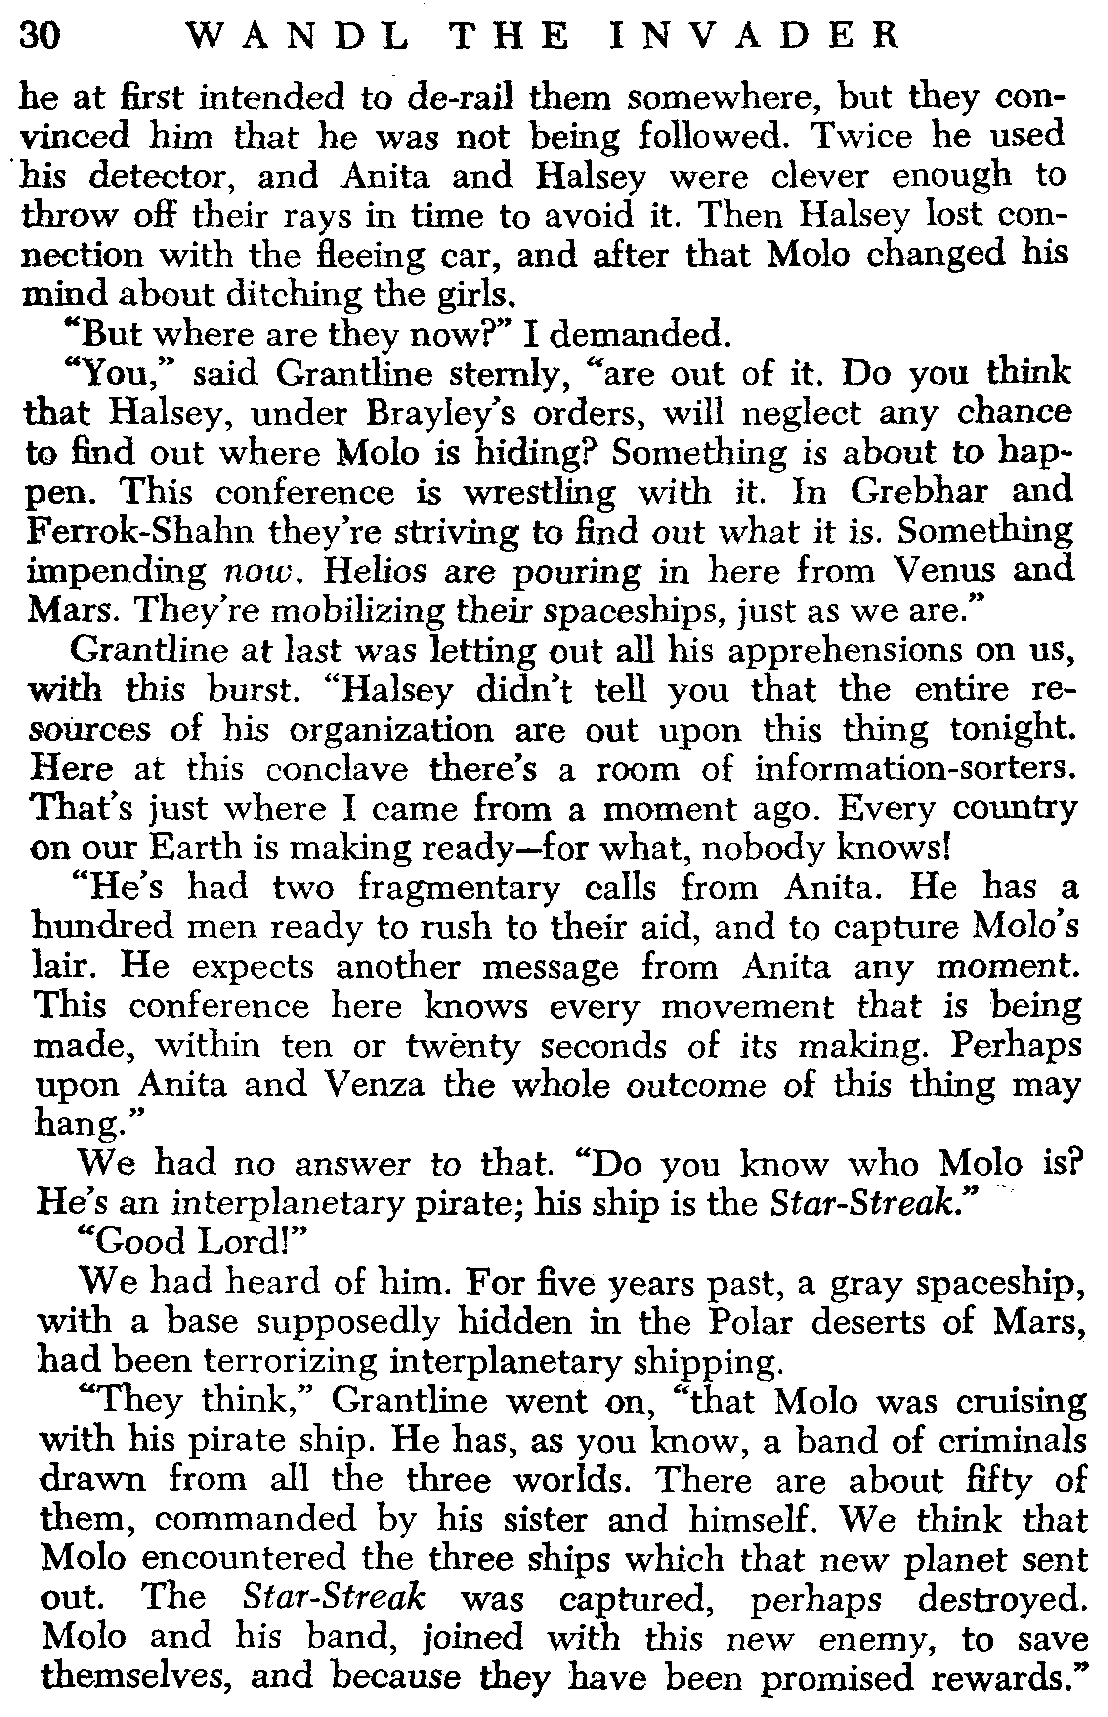 30 WANDL THE INVADER
he at first intended to de-rail them somewhere, but they con-
vinced him that he was not being followed. Twice he used
his detector, and Anita and Halsey were clever enough to
throw off their rays in time to avoid it. Then Halsey lost con-
nection with the fleeing car, and after that Molo changed his
mind about ditching the girls.
“But where are they now?” I demanded.
“You,” said Grantline sternly, “are out of it. Do you think
that Halsey, under Brayley’s orders, will neglect any chance
to find out where Molo is hiding? Something is about to hap-
pen. This conference is wrestling with it. In Grebhar and
Ferrok-Shahn they’re striving to find out what it is. Something
impending now. Helios are pouring in here from Venus and
Mars. They’re mobilizing their spaceships, just as we are.”
Grantline at last was letting out all his apprehensions on us,
with this burst. “Halsey didn’t tell you that the entire re-
sources of his organization are out upon this thing tonight.
Here at this conclave there’s a room of information-sorters.
That’s just where I came from a moment ago. Every country
on our Earth is making ready—for what, nobody knows!
“He’s had two fragmentary calls from Anita. He has a
hundred men ready to rush to their aid, and to capture Molo’s
lair. He expects another message from Anita any moment.
This conference here knows every movement that is being
made, within ten or twenty seconds of its making. Perhaps
upon Anita and Venza the whole outcome of this thing may
hang.”
We had no answer to that. “Do you know who Molo is?
He’s an interplanetary pirate; his ship is the Star-Streak.”
“Good Lord!”
We had heard of him. For five years past, a gray spaceship,
with a base supposedly hidden in the Polar deserts of Mars,
had been terrorizing interplanetary shipping.
“They think,” Grantline went on, “that Molo was cruising
with his pirate ship. He has, as you know, a band of criminals
drawn from all the three worlds. There are about fifty of
them, commanded by his sister and himself. We think that
Molo encountered the three ships which that new planet sent
out. The Star-Streak was captured, perhaps destroyed.
Molo and his band, joined with this new enemy, to save
themselves, and because they have been promised rewards.”